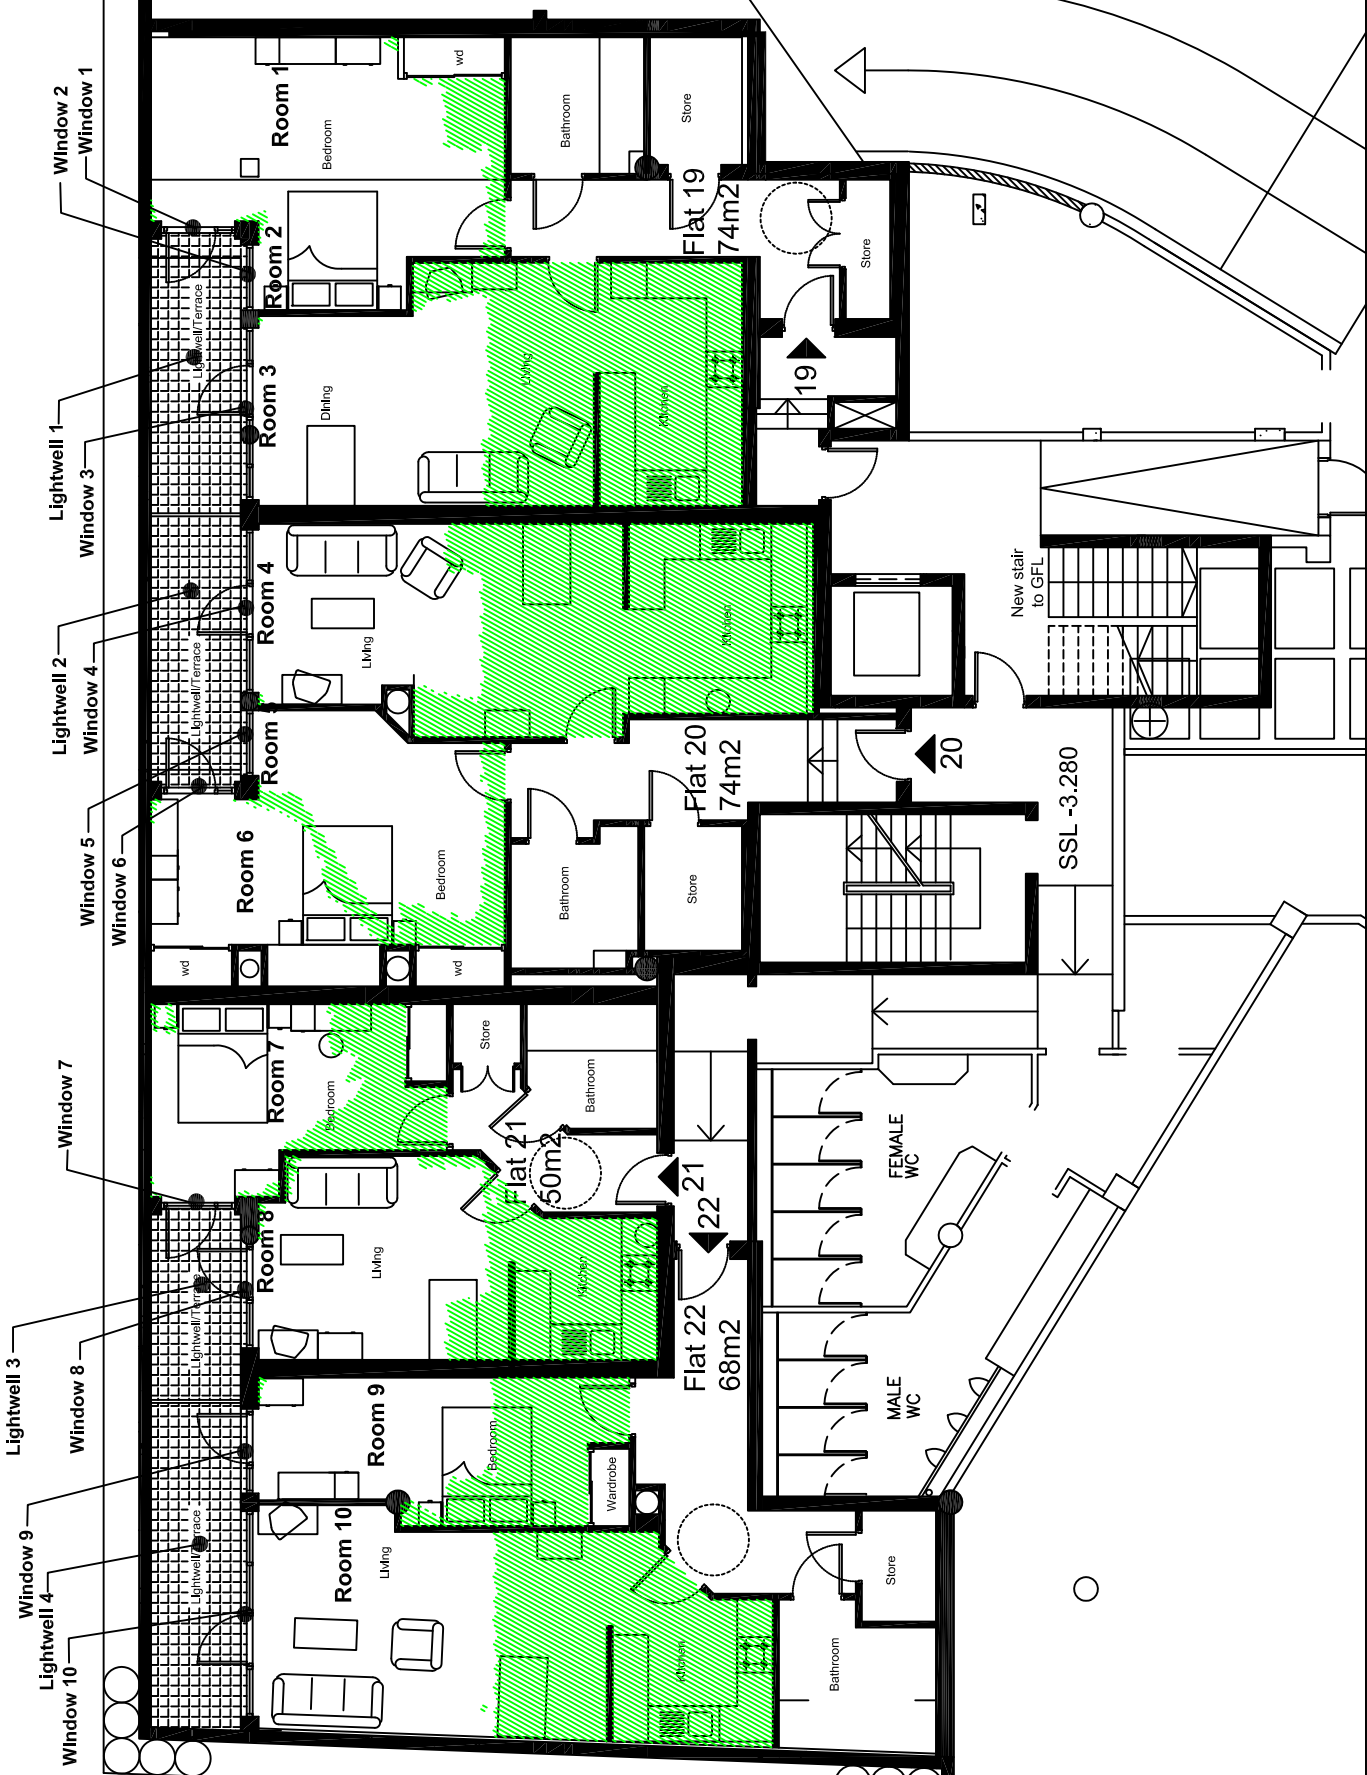 WIndow 2
Window 1
Lightwell 1
Window 3
Lightwell 2
Window 4
Window 5
Window 6
Window 7
Lightwell 3
Window 8
Window 9
Lightwell 4
WIndow 10
Room 1
Bedroom
wd
Bathroom
Store
Room 2
Flat 19
74m2
Store
Lightwell/Terrace
Room 3
Dining
Living
Kitchen
19
Room 4
Living
Kitchen
Lightwell/Terrace
New stair
to GFL
Room
Flat 20
74m2
20
SSL -3.280
Room 6
Bedroom
Bathroom
Store
wd
wd
Room 7
Bedroom
Store
Bathroom
Flat 21
50m2
21
22
FEMALE
WC
Room 8
Living
Kitchen
Lightwell/Terrace
Flat 22
68m2
MALE
WC
Room 9
Bedroom
Wardrobe
Lightwell/Terrace
Room 10
Living
Kitchen
Store
Bathroom